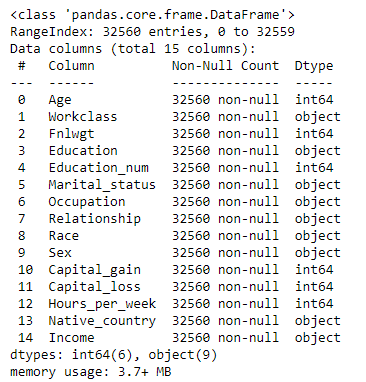 <class 'pandas.core.frame.DataFrame'>
RangeIndex: 32560 entries, 0 to 32559
Data columns (total 15 columns):
 #   Column          Non-Null Count  Dtype 
---  ------          --------------  ----- 
 0   Age             32560 non-null  int64 
 1   Workclass       32560 non-null  object
 2   Fnlwgt          32560 non-null  int64 
 3   Education       32560 non-null  object
 4   Education_num   32560 non-null  int64 
 5   Marital_status  32560 non-null  object
 6   Occupation      32560 non-null  object
 7   Relationship    32560 non-null  object
 8   Race            32560 non-null  object
 9   Sex             32560 non-null  object
 10  Capital_gain    32560 non-null  int64 
 11  Capital_loss    32560 non-null  int64 
 12  Hours_per_week  32560 non-null  int64 
 13  Native_country  32560 non-null  object
 14  Income          32560 non-null  object
dtypes: int64(6), object(9)
memory usage: 3.7+ MB